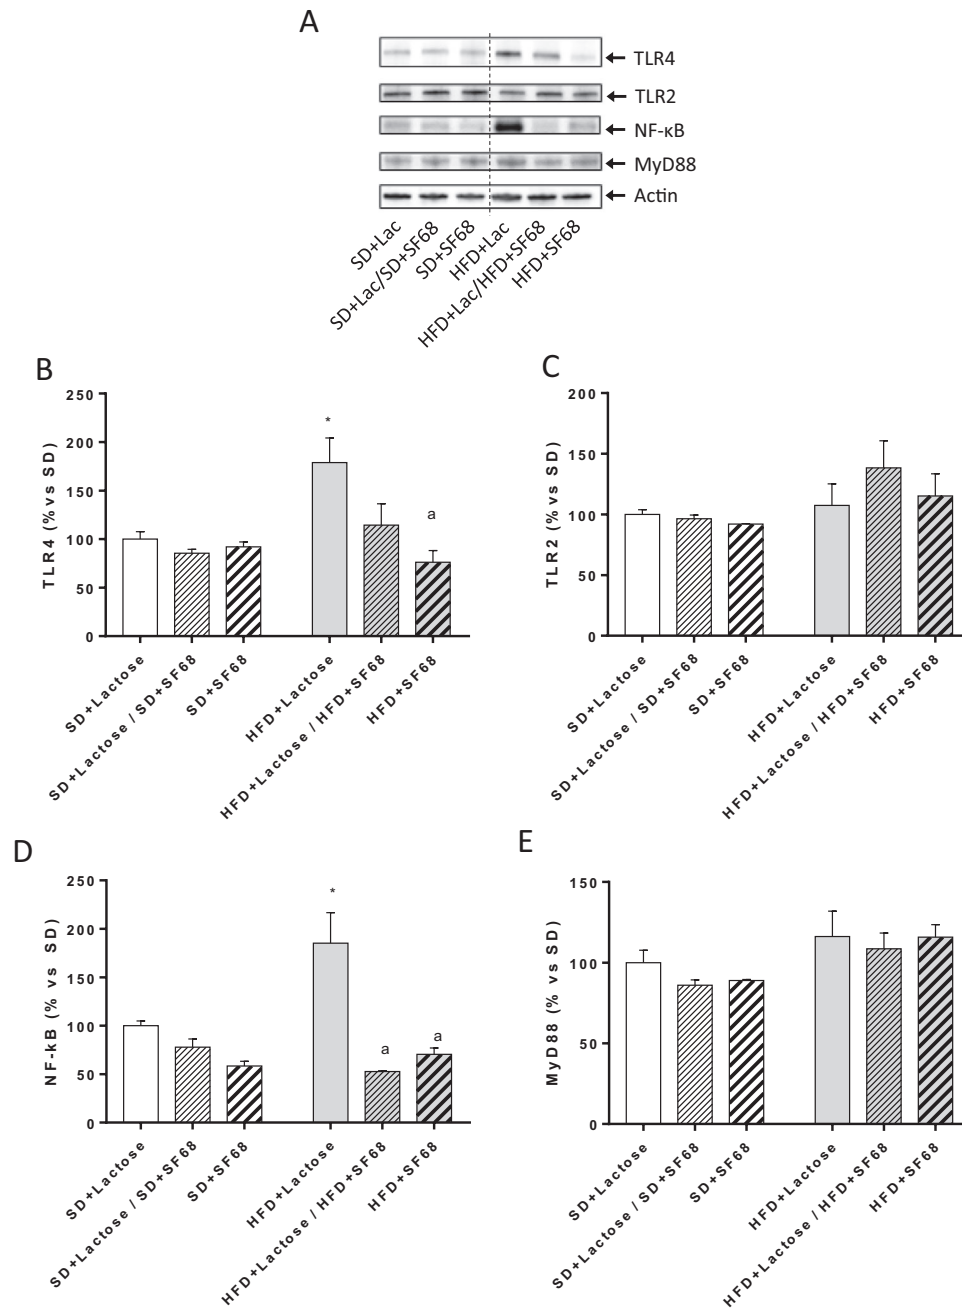 A
TLR4
TLR2
NF-κB
MyD88
Actin
SD+Lac
SD+Lac/SD+SF68
SD+SF68
HFD+Lac
HFD+Lac/HFD+SF68
HFD+SF68
B
TLR4 (% vs SD)
250
200
150
100
50
0
*
a
SD+Lactose
SD+Lactose / SD+SF68
SD+SF68
HFD+Lactose
HFD+Lactose / HFD+SF68
HFD+SF68
C
TLR2 (% vs SD)
200
150
100
50
0
SD+Lactose
SD+Lactose / SD+SF68
SD+SF68
HFD+Lactose
HFD+Lactose / HFD+SF68
HFD+SF68
D
NF-kB (% vs SD)
250
200
150
100
50
0
*
a
a
SD+Lactose
SD+Lactose / SD+SF68
SD+SF68
HFD+Lactose
HFD+Lactose / HFD+SF68
HFD+SF68
E
MyD88 (% vs SD)
150
100
50
0
SD+Lactose
SD+Lactose / SD+SF68
SD+SF68
HFD+Lactose
HFD+Lactose / HFD+SF68
HFD+SF68